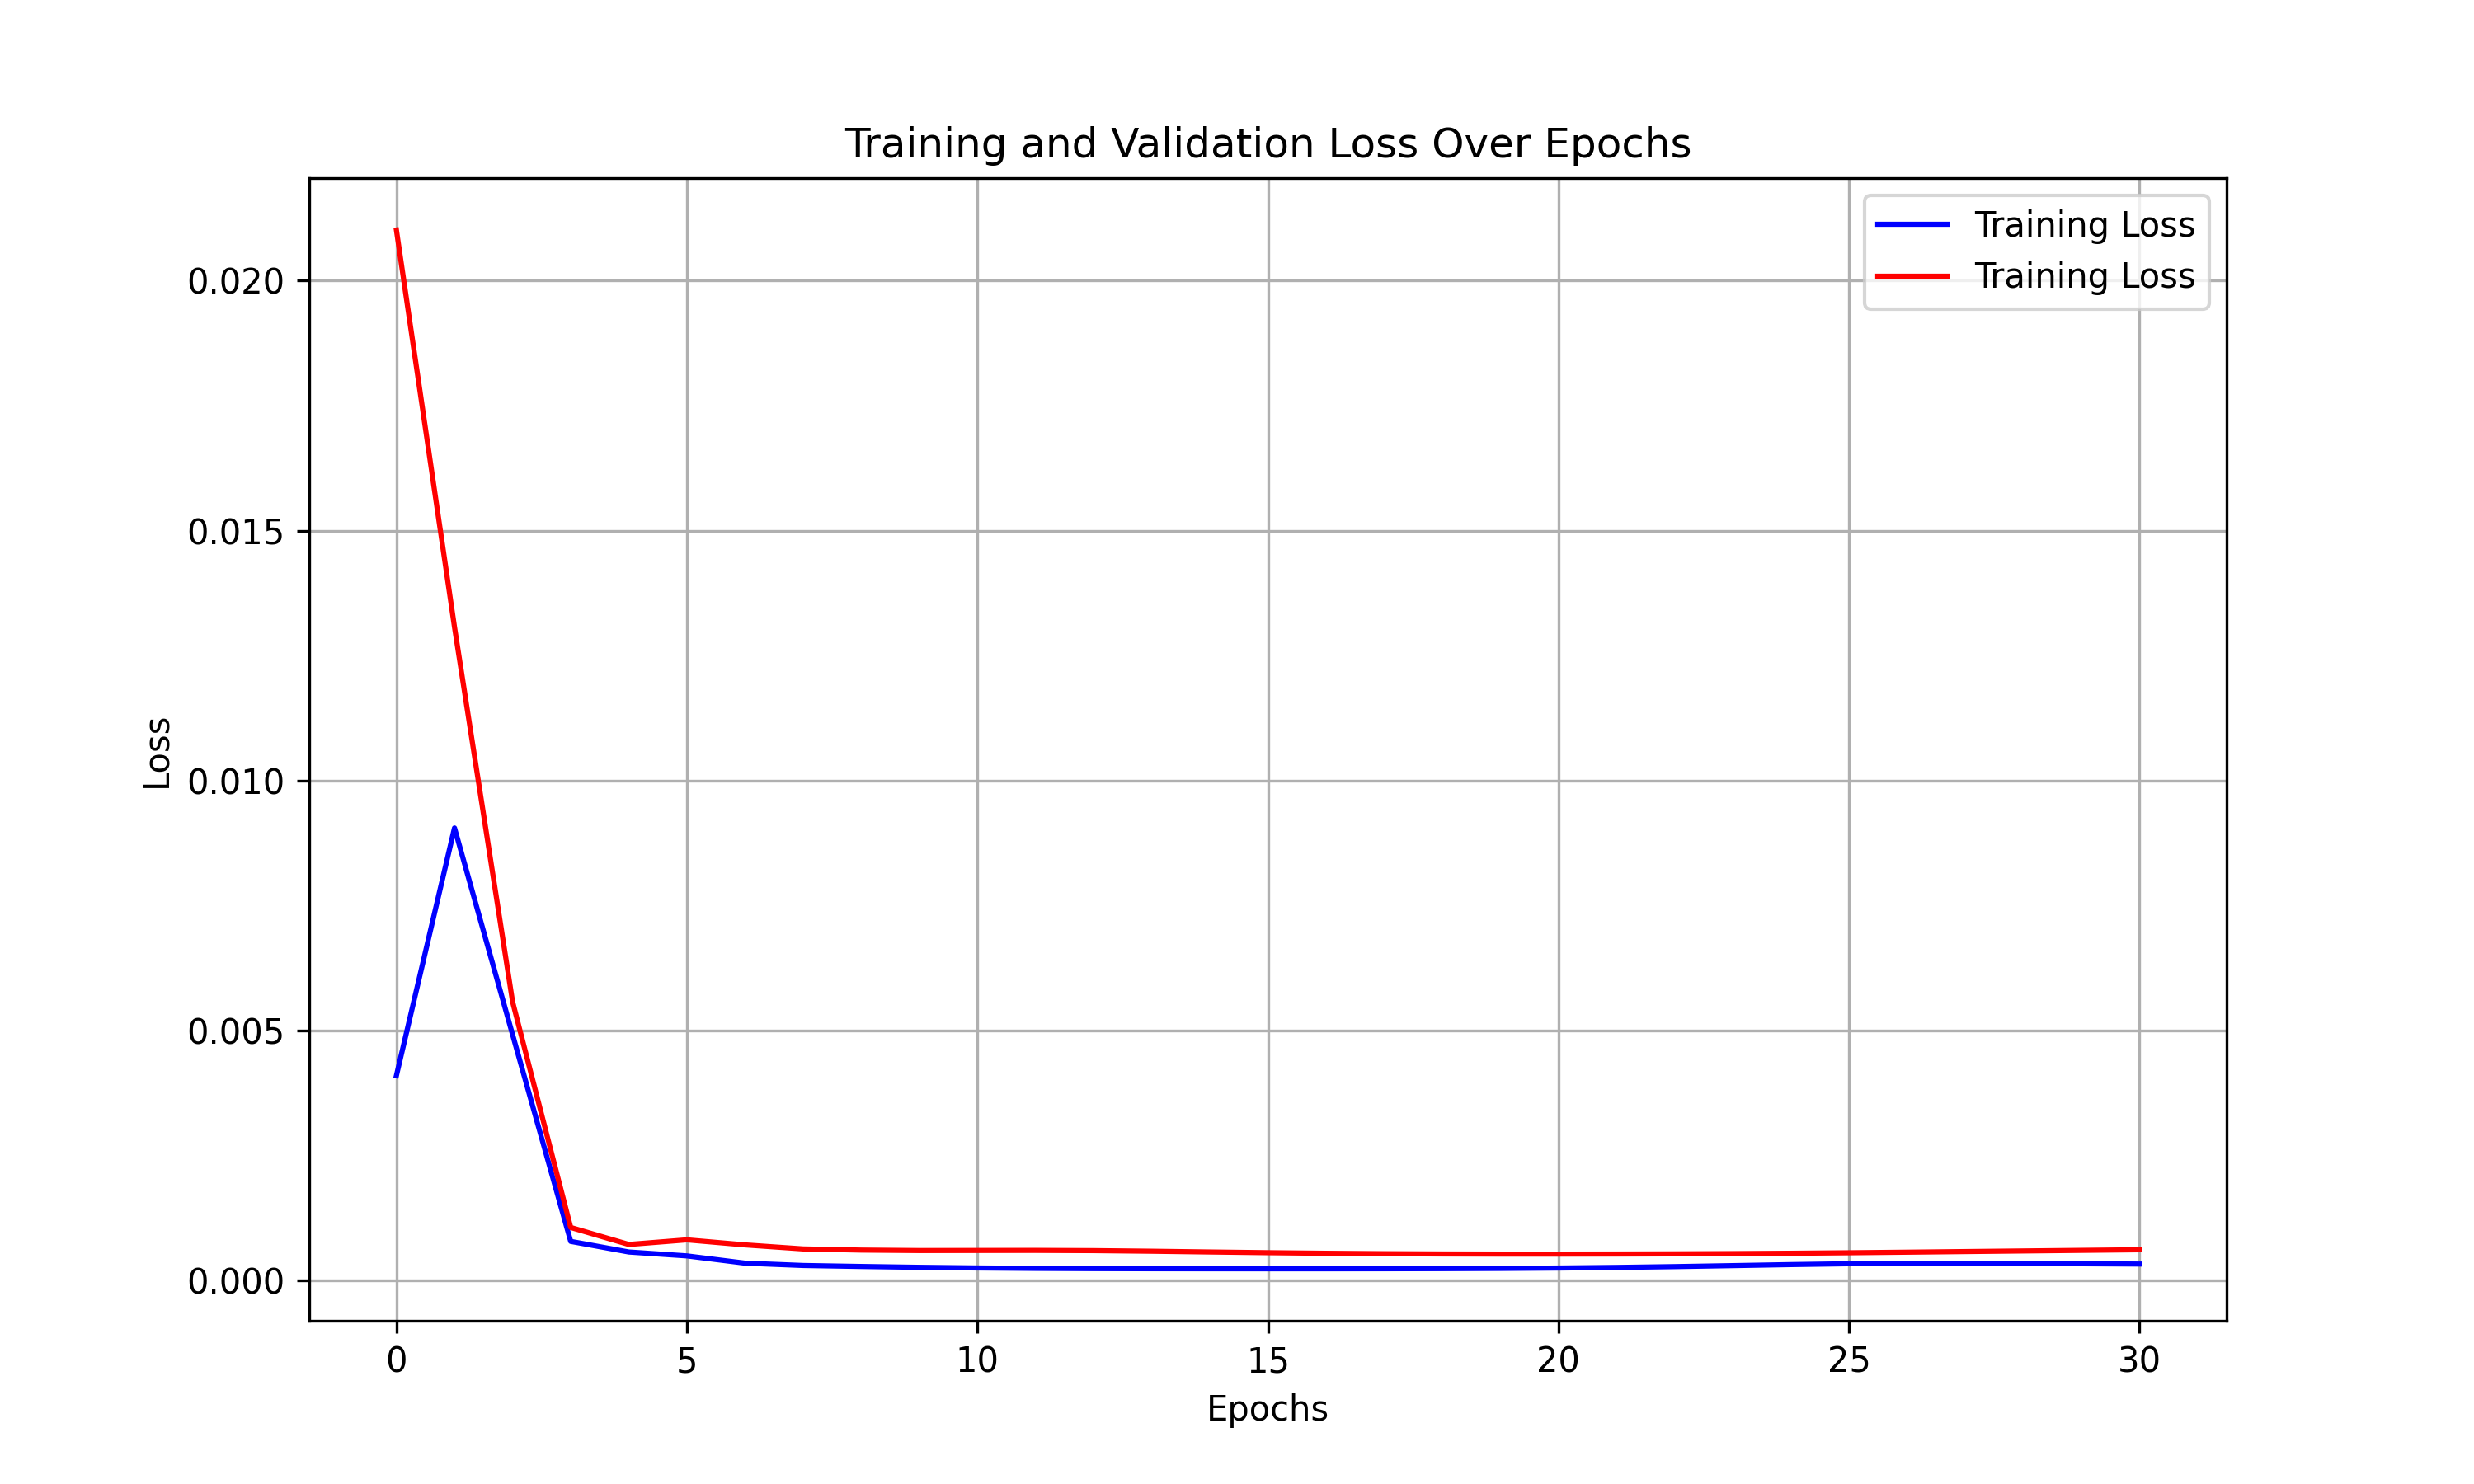 Training and Validation Loss Over Epochs
Training Loss
Training Loss
0.020
0.015
0.010
0.005
0.000
Loss
0 5 10 15 20 25 30
Epochs